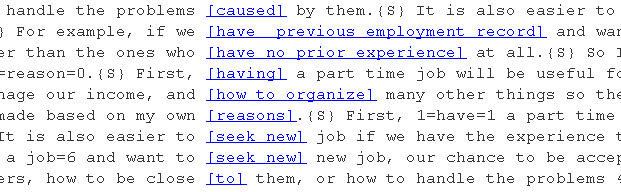 handle the problems [caused] by them.{S} It is also easier to
} For example, if we [have  previous employment record] and wan
er than the ones who [have no prior experience] at all.{S} So I
=reason=0.{S} First, [having] a part time job will be useful fo
nage our income, and [how to organize] many other things so the
made based on my own [reasons].{S} First, 1=have=1 a part time
It is also easier to [seek new] job if we have the experience t
a job=6 and want to [seek new] new job, our chance to be accep
ers, how to be close [to] them, or how to handle the problems 4